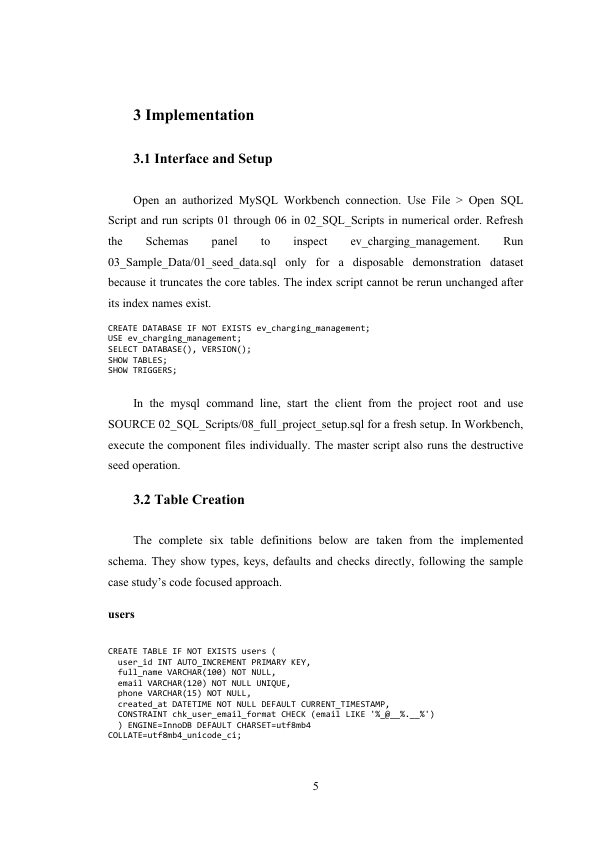 3 Implementation
3.1 Interface and Setup
Open an authorized MySQL Workbench connection. Use File > Open SQL
Script and run scripts 01 through 06 in 02_SQL_Scripts in numerical order. Refresh
the Schemas panel to inspect ev_charging_management. Run
03_Sample_Data/01_seed_data.sql only for a disposable demonstration dataset
because it truncates the core tables. The index script cannot be rerun unchanged after
its index names exist.
CREATE DATABASE IF NOT EXISTS ev_charging_management;
USE ev_charging_management;
SELECT DATABASE(), VERSION();
SHOW TABLES;
SHOW TRIGGERS;
In the mysql command line, start the client from the project root and use
SOURCE 02_SQL_Scripts/08_full_project_setup.sql for a fresh setup. In Workbench,
execute the component files individually. The master script also runs the destructive
seed operation.
3.2 Table Creation
The complete six table definitions below are taken from the implemented
schema. They show types, keys, defaults and checks directly, following the sample
case study’s code focused approach.
users
CREATE TABLE IF NOT EXISTS users (
  user_id INT AUTO_INCREMENT PRIMARY KEY,
  full_name VARCHAR(100) NOT NULL,
  email VARCHAR(120) NOT NULL UNIQUE,
  phone VARCHAR(15) NOT NULL,
  created_at DATETIME NOT NULL DEFAULT CURRENT_TIMESTAMP,
  CONSTRAINT chk_user_email_format CHECK (email LIKE '%_@__%.__%')
  ) ENGINE=InnoDB DEFAULT CHARSET=utf8mb4
COLLATE=utf8mb4_unicode_ci;
5